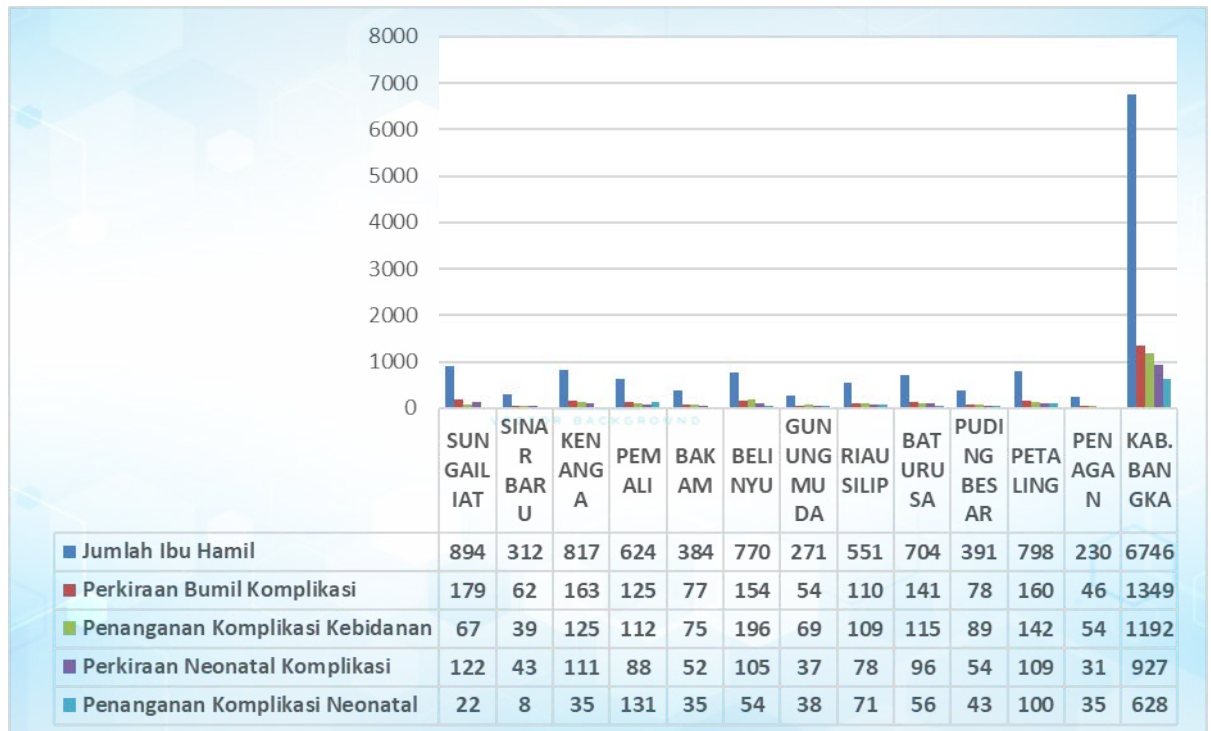 8000
7000
6000
5000
4000
3000
2000
1000
0
SUN GAIL IAT
SINA R BAR U
KEN ANG A
PEM ALI
BAK AM
BELI NYU
GUN UNG MU DA
RIAU SILIP
BAT URU SA
PUDI NG BES AR
PETA LING
PEN AGA N
KAB. BAN GKA
Jumlah Ibu Hamil 894 312 817 624 384 770 271 551 704 391 798 230 6746
Perkiraan Bumil Komplikasi 179 62 163 125 77 154 54 110 141 78 160 46 1349
Penanganan Komplikasi Kebidanan 67 39 125 112 75 196 69 109 115 89 142 54 1192
Perkiraan Neonatal Komplikasi 122 43 111 88 52 105 37 78 96 54 109 31 927
Penanganan Komplikasi Neonatal 22 8 35 131 35 54 38 71 56 43 100 35 628